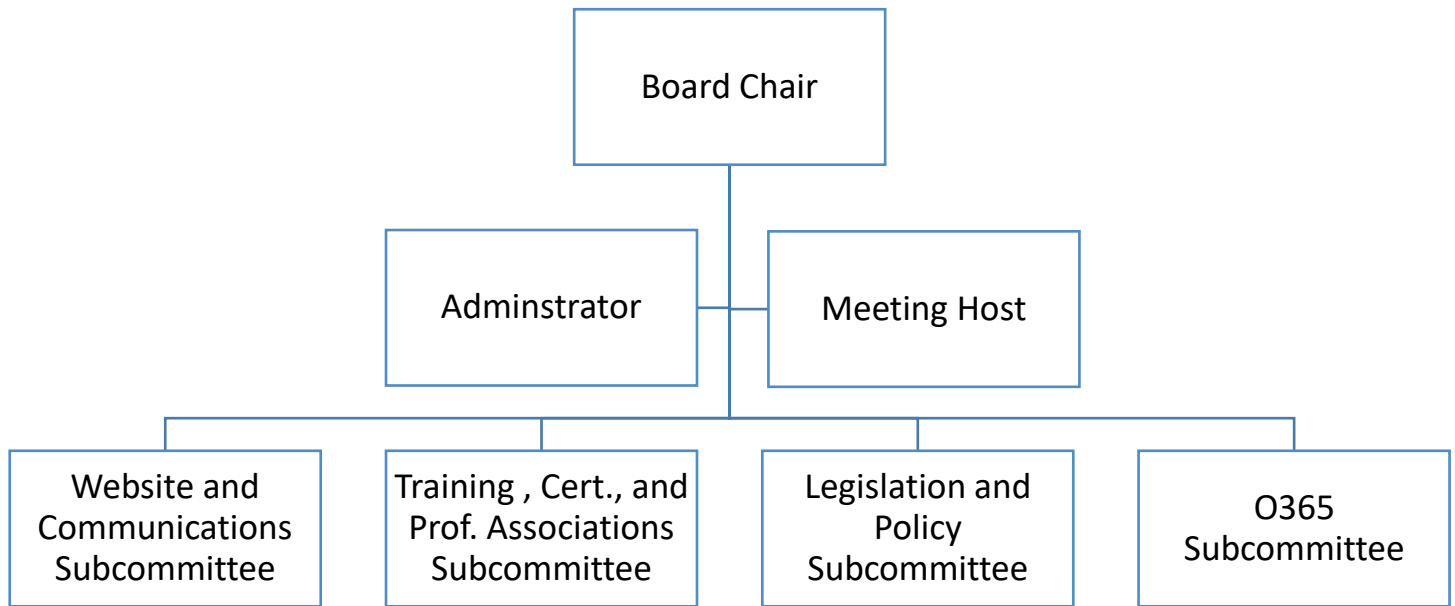 Board Chair
Adminstrator
Meeting Host
Website and
Communications
Subcommittee
Training , Cert., and
Prof. Associations
Subcommittee
Legislation and
Policy
Subcommittee
O365
Subcommittee